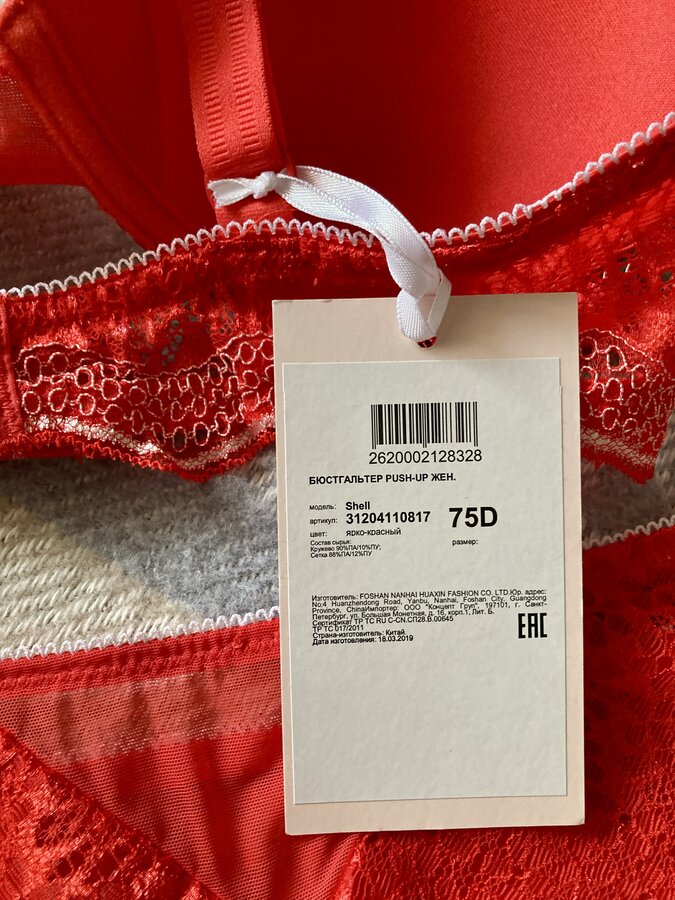 2620002128328
БЮСТГАЛЬТЕР PUSH-UP ЖЕН.
модель: Shell
артикул: 31204110817
цвет: ярко-красный
75D
размер:
Состав сырья:
Кружево 90%ПА/10%ПУ;
Сетка 88%ПА/12%ПУ
Изготовитель: FOSHAN NANHAI HUAXIN FASHION CO. LTD.Юр. адрес:
No.4 Huanzhendong Road, Yanbu, Nanhai, Foshan City, Guangdong
Province, ChinaИмпортер: ООО "Концепт Груп", 197101, г. Санкт-
Петербург, ул. Большая Монетная, д. 16, корп.1, Лит. Б.
Сертификат ТР ТС RU C-CN.СП28.В.00645
ТР ТС 017/2011
Страна-изготовитель: Китай.
Дата изготовления: 18.03.2019
EAC